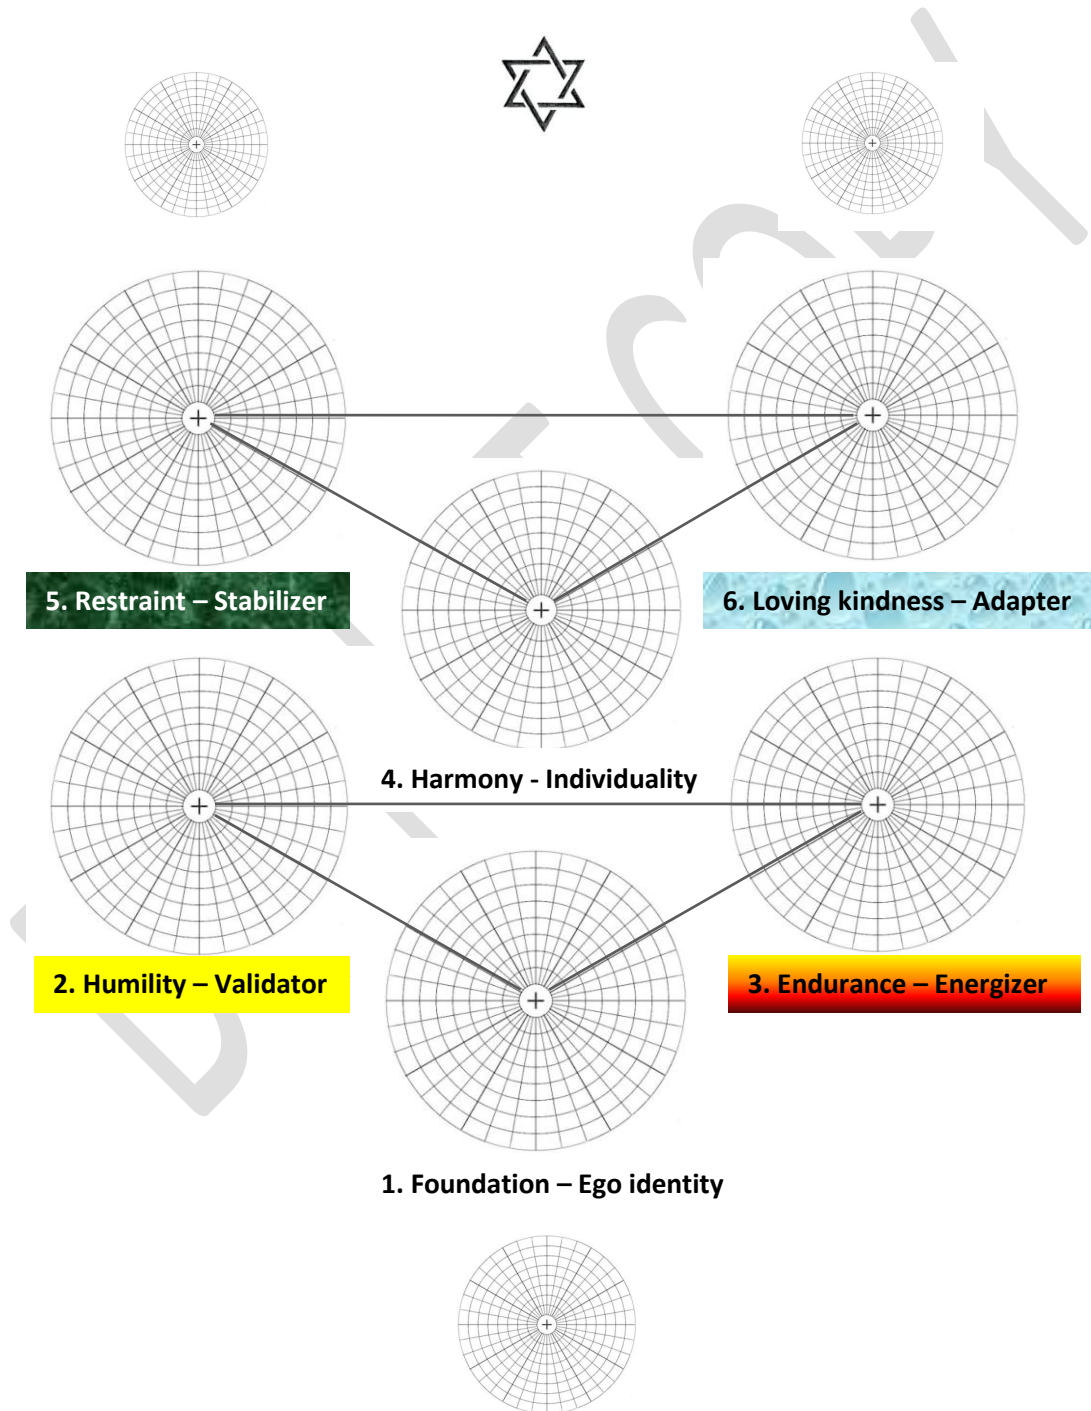 5. Restraint – Stabilizer
6. Loving kindness – Adapter
4. Harmony - Individuality
2. Humility – Validator
3. Endurance – Energizer
1. Foundation – Ego identity